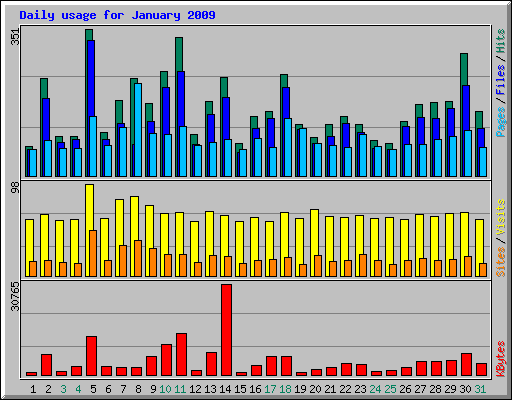 Daily usage for January 2009
351
Pages / Files / Hits
98
Sites / Visits
30765
KBytes
1 2 3 4 5 6 7 8 9 10 11 12 13 14 15 16 17 18 19 20 21 22 23 24 25 26 27 28 29 30 31